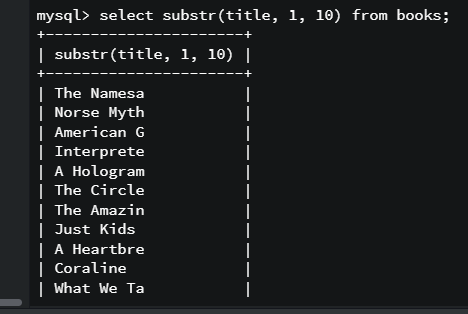 mysql> select substr(title, 1, 10) from books;
+----------------------+
| substr(title, 1, 10) |
+----------------------+
| The Namesa           |
| Norse Myth           |
| American G           |
| Interprete           |
| A Hologram           |
| The Circle           |
| The Amazin           |
| Just Kids            |
| A Heartbre           |
| Coraline             |
| What We Ta           |